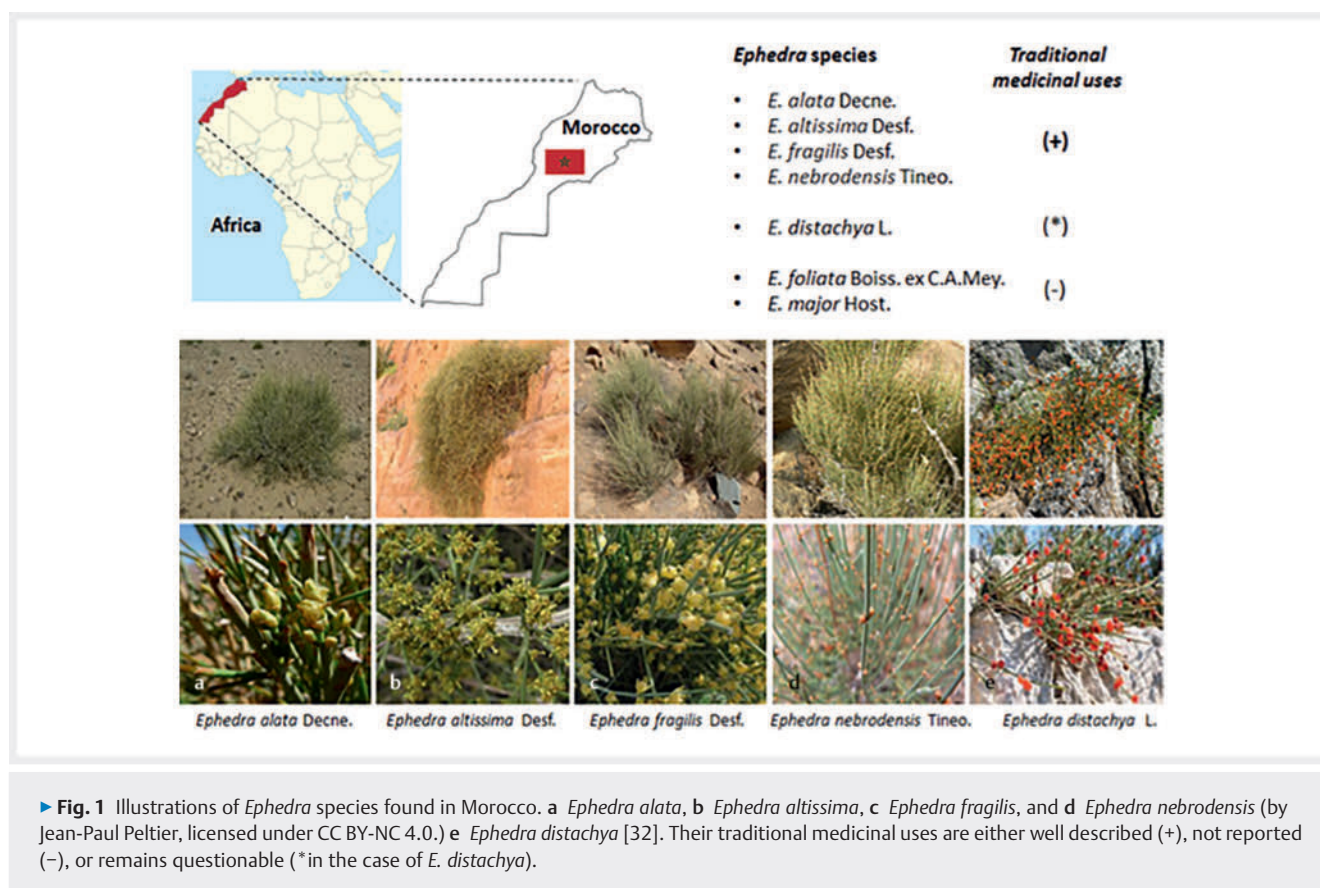 Ephedra species
Traditional
medicinal uses
• E. alata Decne.
• E. altissima Desf.
• E. fragilis Desf.
• E. nebrodensis Tineo.
(+)
• E. distachya L.
(*)
• E. foliata Boiss. ex C.A.Mey.
• E. major Host.
(-)
Morocco
Africa
a
b
c
d
e
Ephedra alata Decne.
Ephedra altissima Desf.
Ephedra fragilis Desf.
Ephedra nebrodensis Tineo.
Ephedra distachya L.
► Fig. 1 Illustrations of Ephedra species found in Morocco. a Ephedra alata, b Ephedra altissima, c Ephedra fragilis, and d Ephedra nebrodensis (by
Jean-Paul Peltier, licensed under CC BY-NC 4.0.) e Ephedra distachya [32]. Their traditional medicinal uses are either well described (+), not reported
(−), or remains questionable (*in the case of E. distachya).